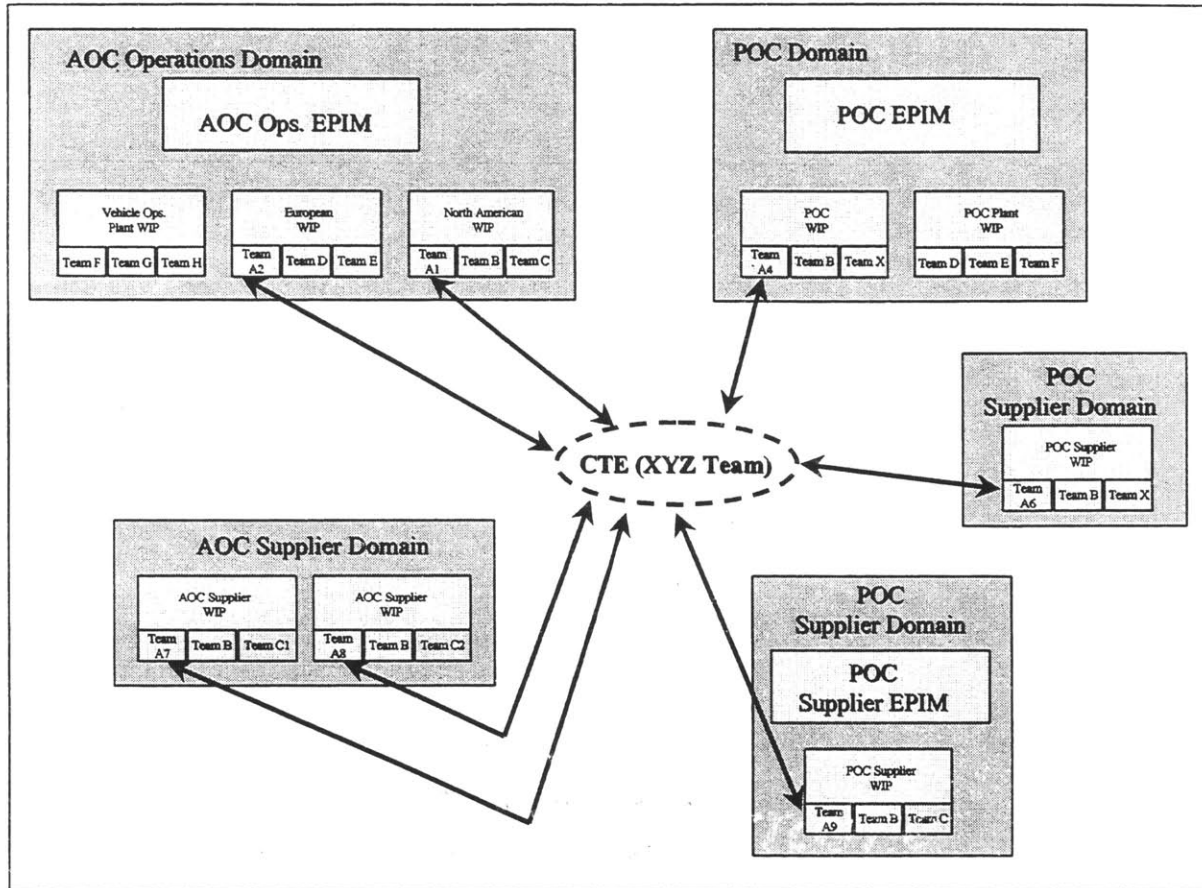 AOC Operations Domain
AOC Ops. EPIM
Vehicle Ops.
Plant WIP
Team F
Team G
Team H
European
WIP
Team
A2
Team D
Team E
North American
WIP
Team
A1
Team B
Team C
POC Domain
POC EPIM
POC
WIP
Team
A4
Team B
Team X
POC Plant
WIP
Team D
Team E
Team F
POC
Supplier Domain
POC Supplier
WIP
Team
A6
Team B
Team X
CTE (XYZ Team)
AOC Supplier Domain
AOC Supplier
WIP
Team
A7
Team B
Team C1
AOC Supplier
WIP
Team
A8
Team B
Team C2
POC
Supplier Domain
POC
Supplier EPIM
POC Supplier
WIP
Team
A9
Team B
Team C